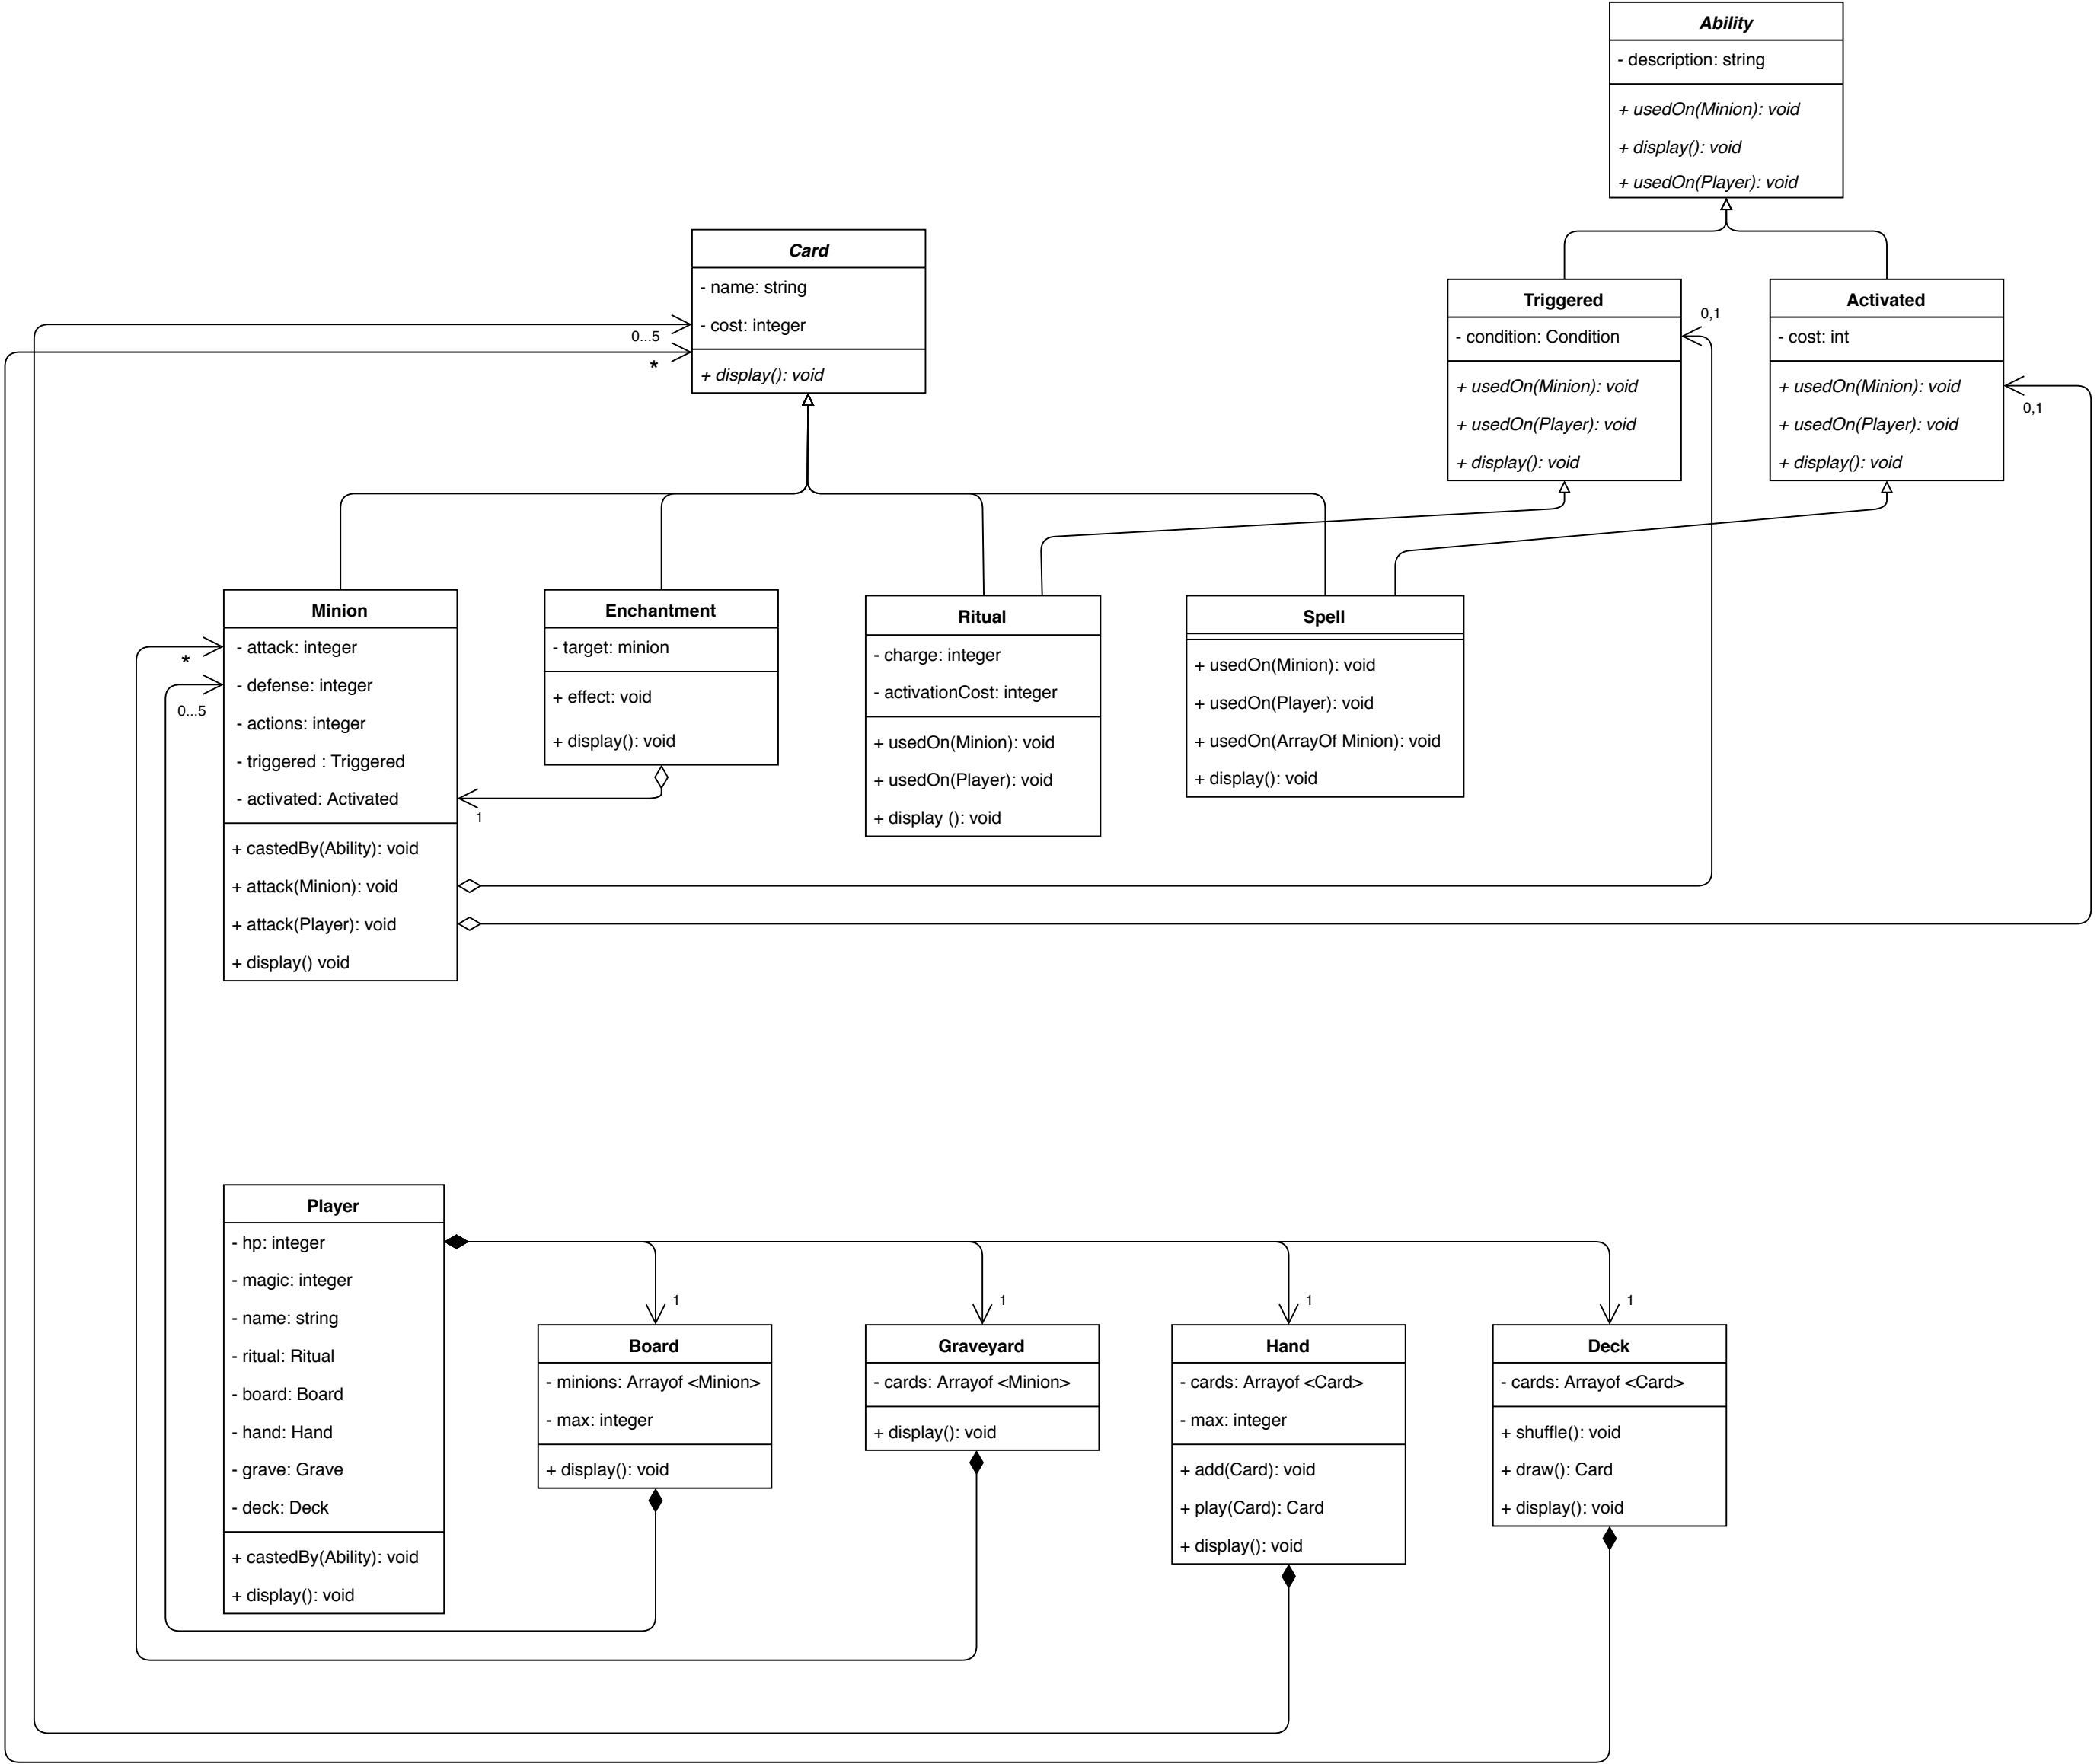 Ability
- description: string
+ usedOn(Minion): void
+ display(): void
+ usedOn(Player): void
Card
- name: string
- cost: integer
+ display(): void
0...5
*
Triggered
- condition: Condition
+ usedOn(Minion): void
+ usedOn(Player): void
+ display(): void
0,1
Activated
- cost: int
+ usedOn(Minion): void
+ usedOn(Player): void
+ display(): void
0,1
Minion
- attack: integer
- defense: integer
- actions: integer
- triggered : Triggered
- activated: Activated
+ castedBy(Ability): void
+ attack(Minion): void
+ attack(Player): void
+ display() void
*
0...5
Enchantment
- target: minion
+ effect: void
+ display(): void
1
Ritual
- charge: integer
- activationCost: integer
+ usedOn(Minion): void
+ usedOn(Player): void
+ display (): void
Spell
+ usedOn(Minion): void
+ usedOn(Player): void
+ usedOn(ArrayOf Minion): void
+ display(): void
Player
- hp: integer
- magic: integer
- name: string
- ritual: Ritual
- board: Board
- hand: Hand
- grave: Grave
- deck: Deck
+ castedBy(Ability): void
+ display(): void
1
Board
- minions: Arrayof <Minion>
- max: integer
+ display(): void
1
Graveyard
- cards: Arrayof <Minion>
+ display(): void
1
Hand
- cards: Arrayof <Card>
- max: integer
+ add(Card): void
+ play(Card): Card
+ display(): void
1
Deck
- cards: Arrayof <Card>
+ shuffle(): void
+ draw(): Card
+ display(): void